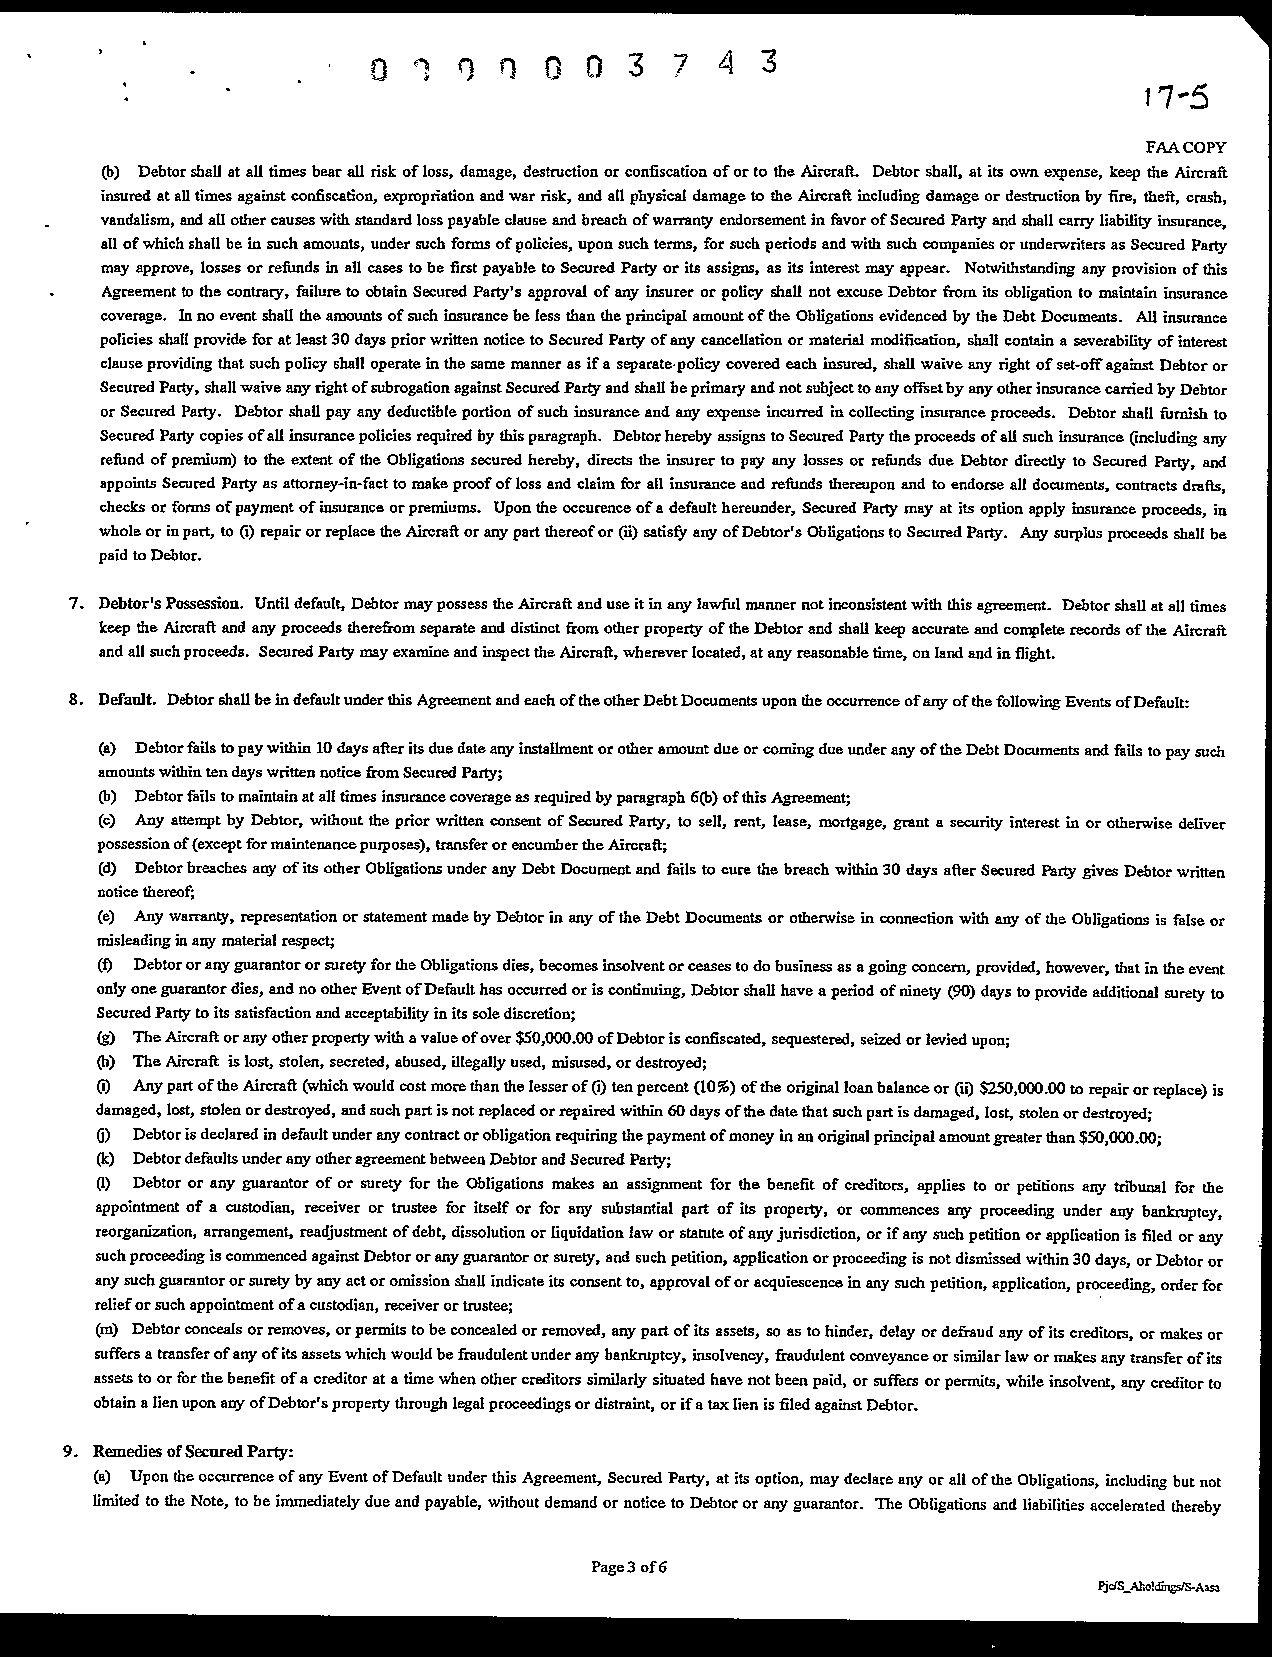 0000003743
17-5
FAA COPY
(b) Debtor shall at all times bear all risk of loss, damage, destruction or confiscation of or to the Aircraft. Debtor shall, at its own expense, keep the Aircraft
insured at all times against confiscation, expropriation and war risk, and all physical damage to the Aircraft including damage or destruction by fire, theft, crash,
vandalism, and all other causes with standard loss payable clause and breach of warranty endorsement in favor of Secured Party and shall carry liability insurance,
all of which shall be in such amounts, under such forms of policies, upon such terms, for such periods and with such companies or underwriters as Secured Party
may approve, losses or refunds in all cases to be first payable to Secured Party or its assigns, as its interest may appear. Notwithstanding any provision of this
Agreement to the contrary, failure to obtain Secured Party's approval of any insurer or policy shall not excuse Debtor from its obligation to maintain insurance
coverage. In no event shall the amounts of such insurance be less than the principal amount of the Obligations evidenced by the Debt Documents. All insurance
policies shall provide for at least 30 days prior written notice to Secured Party of any cancellation or material modification, shall contain a severability of interest
clause providing that such policy shall operate in the same manner as if a separate policy covered each insured, shall waive any right of set-off against Debtor or
Secured Party, shall waive any right of subrogation against Secured Party and shall be primary and not subject to any offset by any other insurance carried by Debtor
or Secured Party. Debtor shall pay any deductible portion of such insurance and any expense incurred in collecting insurance proceeds. Debtor shall furnish to
Secured Party copies of all insurance policies required by this paragraph. Debtor hereby assigns to Secured Party the proceeds of all such insurance (including any
refund of premium) to the extent of the Obligations secured hereby, directs the insurer to pay any losses or refunds due Debtor directly to Secured Party, and
appoints Secured Party as attorney-in-fact to make proof of loss and claim for all insurance and refunds thereupon and to endorse all documents, contracts drafts,
checks or forms of payment of insurance or premiums. Upon the occurence of a default hereunder, Secured Party may at its option apply insurance proceeds, in
whole or in part, to (i) repair or replace the Aircraft or any part thereof or (ii) satisfy any of Debtor's Obligations to Secured Party. Any surplus proceeds shall be
paid to Debtor.
7. Debtor's Possession. Until default, Debtor may possess the Aircraft and use it in any lawful manner not inconsistent with this agreement. Debtor shall at all times
keep the Aircraft and any proceeds therefrom separate and distinct from other property of the Debtor and shall keep accurate and complete records of the Aircraft
and all such proceeds. Secured Party may examine and inspect the Aircraft, wherever located, at any reasonable time, on land and in flight.
8. Default. Debtor shall be in default under this Agreement and each of the other Debt Documents upon the occurrence of any of the following Events of Default:
(a) Debtor fails to pay within 10 days after its due date any installment or other amount due or coming due under any of the Debt Documents and fails to pay such
amounts within ten days written notice from Secured Party;
(b) Debtor fails to maintain at all times insurance coverage as required by paragraph 6(b) of this Agreement;
(c) Any attempt by Debtor, without the prior written consent of Secured Party, to sell, rent, lease, mortgage, grant a security interest in or otherwise deliver
possession of (except for maintenance purposes), transfer or encumber the Aircraft;
(d) Debtor breaches any of its other Obligations under any Debt Document and fails to cure the breach within 30 days after Secured Party gives Debtor written
notice thereof;
(e) Any warranty, representation or statement made by Debtor in any of the Debt Documents or otherwise in connection with any of the Obligations is false or
misleading in any material respect;
(f) Debtor or any guarantor or surety for the Obligations dies, becomes insolvent or ceases to do business as a going concern, provided, however, that in the event
only one guarantor dies, and no other Event of Default has occurred or is continuing, Debtor shall have a period of ninety (90) days to provide additional surety to
Secured Party to its satisfaction and acceptability in its sole discretion;
(g) The Aircraft or any other property with a value of over $50,000.00 of Debtor is confiscated, sequestered, seized or levied upon;
(h) The Aircraft is lost, stolen, secreted, abused, illegally used, misused, or destroyed;
(i) Any part of the Aircraft (which would cost more than the lesser of (i) ten percent (10%) of the original loan balance or (ii) $250,000.00 to repair or replace) is
damaged, lost, stolen or destroyed, and such part is not replaced or repaired within 60 days of the date that such part is damaged, lost, stolen or destroyed;
(j) Debtor is declared in default under any contract or obligation requiring the payment of money in an original principal amount greater than $50,000.00;
(k) Debtor defaults under any other agreement between Debtor and Secured Party;
(l) Debtor or any guarantor of or surety for the Obligations makes an assignment for the benefit of creditors, applies to or petitions any tribunal for the
appointment of a custodian, receiver or trustee for itself or for any substantial part of its property, or commences any proceeding under any bankruptcy,
reorganization, arrangement, readjustment of debt, dissolution or liquidation law or statute of any jurisdiction, or if any such petition or application is filed or any
such proceeding is commenced against Debtor or any guarantor or surety, and such petition, application or proceeding is not dismissed within 30 days, or Debtor or
any such guarantor or surety by any act or omission shall indicate its consent to, approval of or acquiescence in any such petition, application, proceeding, order for
relief or such appointment of a custodian, receiver or trustee;
(m) Debtor conceals or removes, or permits to be concealed or removed, any part of its assets, so as to hinder, delay or defraud any of its creditors, or makes or
suffers a transfer of any of its assets which would be fraudulent under any bankruptcy, insolvency, fraudulent conveyance or similar law or makes any transfer of its
assets to or for the benefit of a creditor at a time when other creditors similarly situated have not been paid, or suffers or permits, while insolvent, any creditor to
obtain a lien upon any of Debtor's property through legal proceedings or distraint, or if a tax lien is filed against Debtor.
9. Remedies of Secured Party:
(a) Upon the occurrence of any Event of Default under this Agreement, Secured Party, at its option, may declare any or all of the Obligations, including but not
limited to the Note, to be immediately due and payable, without demand or notice to Debtor or any guarantor. The Obligations and liabilities accelerated thereby
Page 3 of 6
Pjc/S_Aholdings/S-Aasa